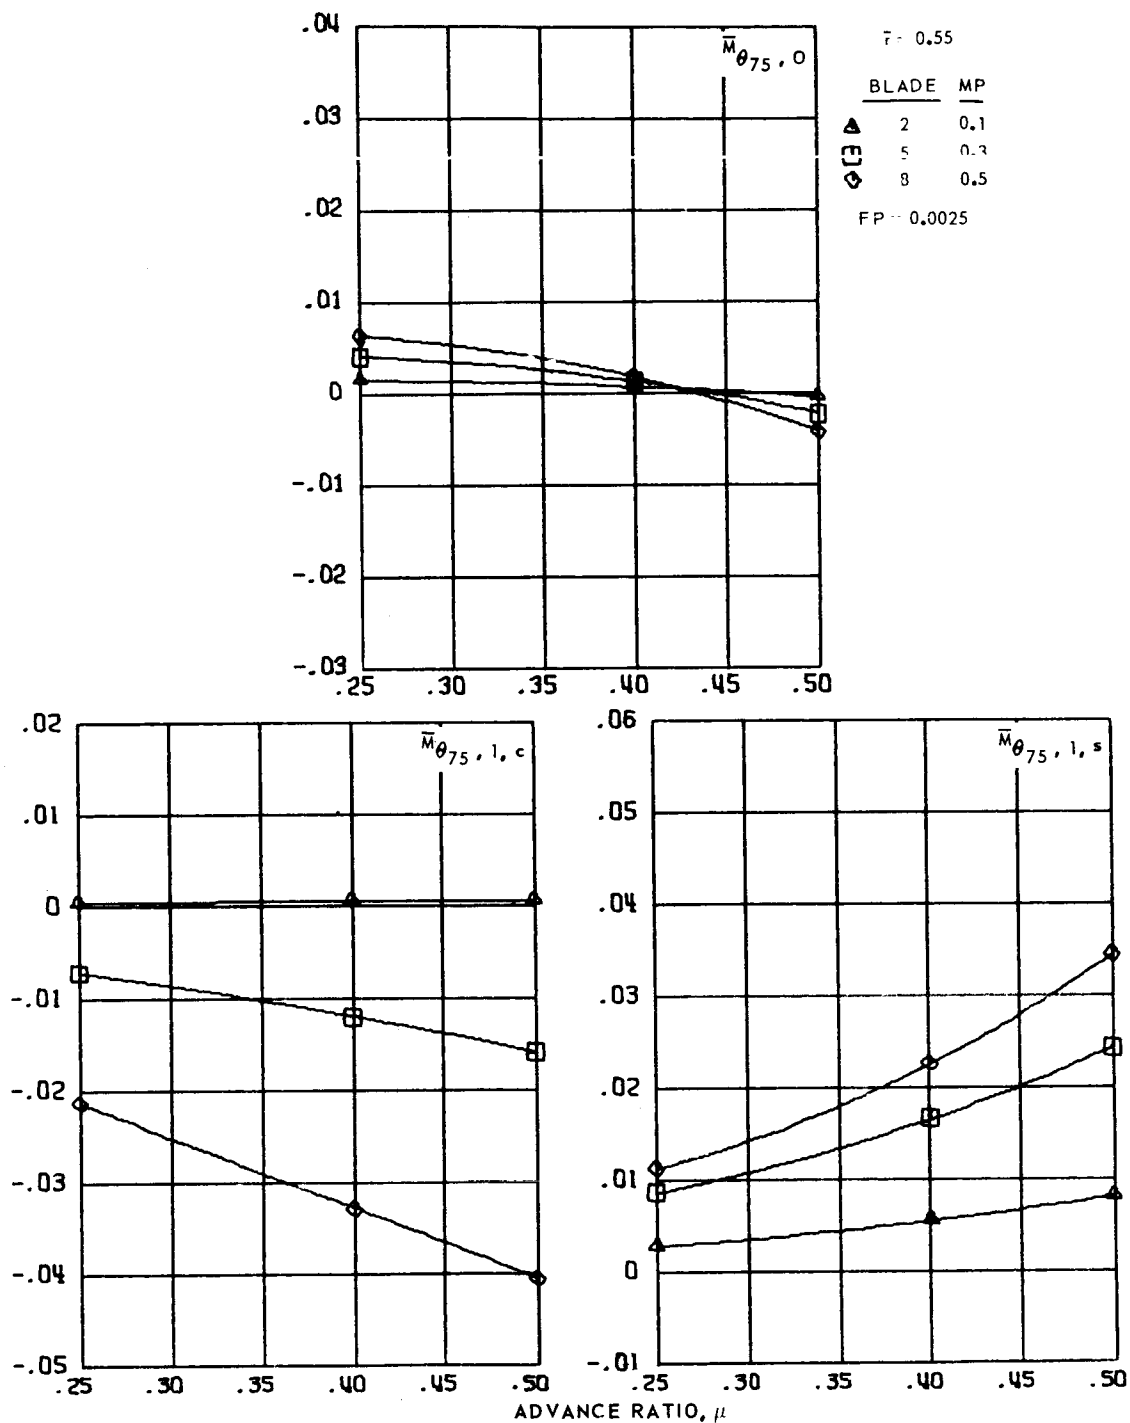 .04
.03
.02
.01
0
-.01
-.02
-.03
.25 .30 .35 .40 .45 .50
M̅θ75, 0
r̅ = 0.55
BLADE MP
2 0.1
5 0.3
8 0.5
FP = 0.0025
.02
.01
0
-.01
-.02
-.03
-.04
-.05
.25 .30 .35 .40 .45 .50
M̅θ75, 1, c
.06
.05
.04
.03
.02
.01
0
-.01
.25 .30 .35 .40 .45 .50
M̅θ75, 1, s
ADVANCE RATIO, μ